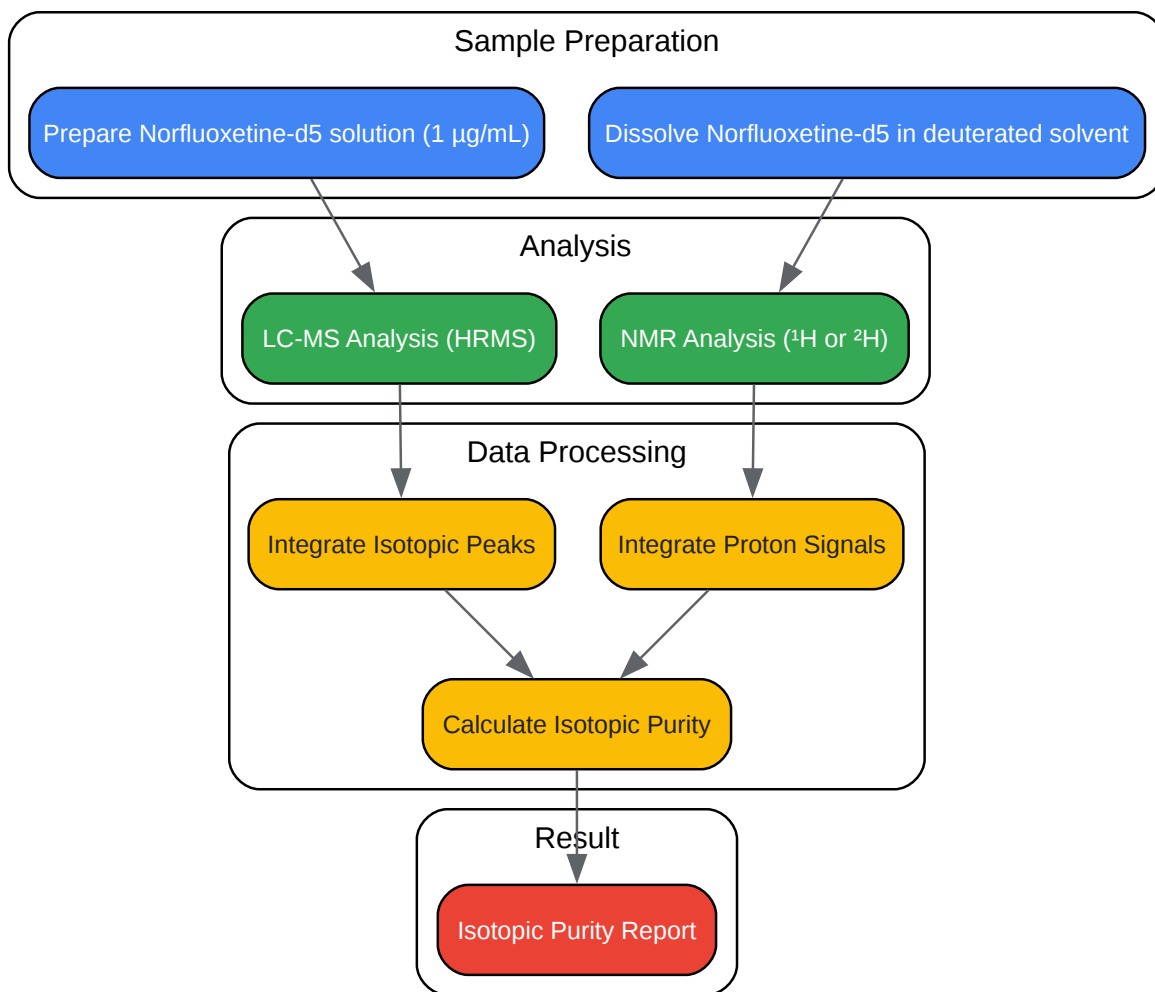 Sample Preparation
Prepare Norfluoxetine-d5 solution (1 µg/mL)
Dissolve Norfluoxetine-d5 in deuterated solvent
Analysis
LC-MS Analysis (HRMS)
NMR Analysis (¹H or ²H)
Data Processing
Integrate Isotopic Peaks
Integrate Proton Signals
Calculate Isotopic Purity
Result
Isotopic Purity Report